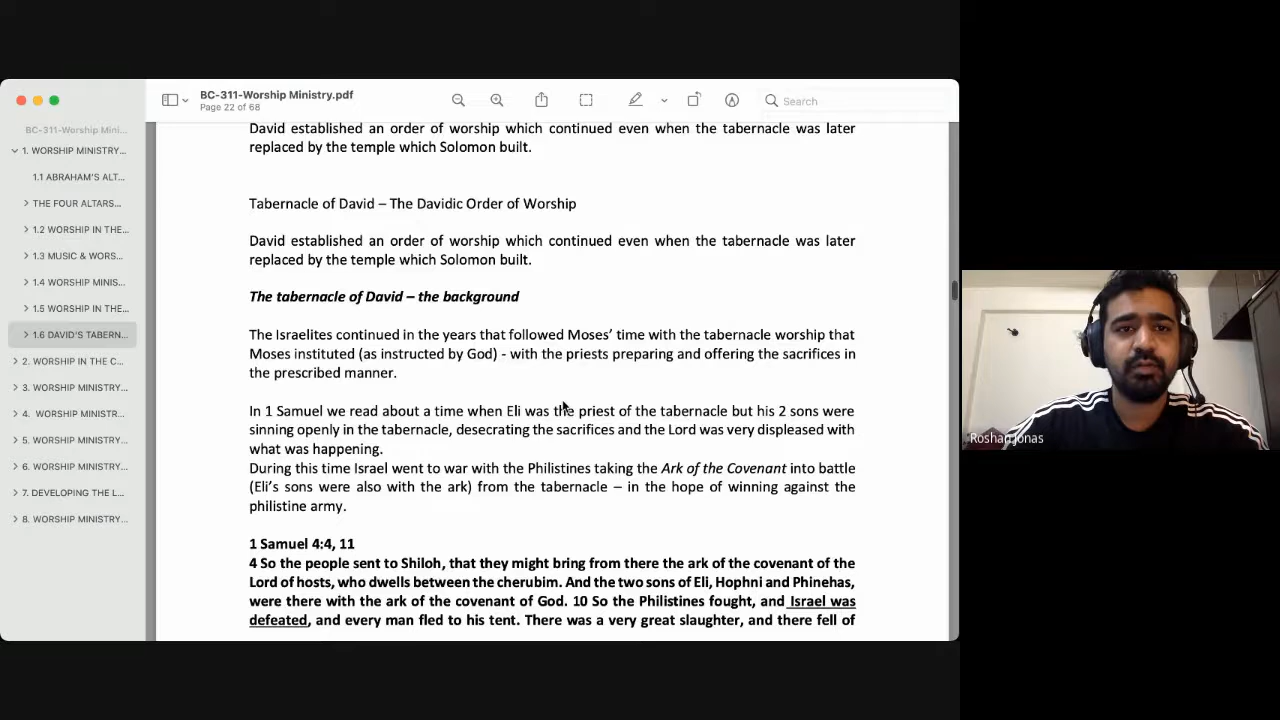 BC-311-Worship Ministry.pdf
Page 22 of 68
Search
BC-311-Worship Mini...
1. WORSHIP MINISTRY...
1.1 ABRAHAM'S ALT...
THE FOUR ALTARS...
1.2 WORSHIP IN THE...
1.3 MUSIC & WORS...
1.4 WORSHIP MINIS...
1.5 WORSHIP IN THE...
1.6 DAVID'S TABERN...
2. WORSHIP IN THE C...
3. WORSHIP MINISTRY...
4. WORSHIP MINISTR...
5. WORSHIP MINISTRY...
6. WORSHIP MINISTRY...
7. DEVELOPING THE L...
8. WORSHIP MINISTRY...
David established an order of worship which continued even when the tabernacle was later
replaced by the temple which Solomon built.
Tabernacle of David – The Davidic Order of Worship
David established an order of worship which continued even when the tabernacle was later
replaced by the temple which Solomon built.
The tabernacle of David – the background
The Israelites continued in the years that followed Moses' time with the tabernacle worship that
Moses instituted (as instructed by God) - with the priests preparing and offering the sacrifices in
the prescribed manner.
In 1 Samuel we read about a time when Eli was the priest of the tabernacle but his 2 sons were
sinning openly in the tabernacle, desecrating the sacrifices and the Lord was very displeased with
what was happening.
During this time Israel went to war with the Philistines taking the Ark of the Covenant into battle
(Eli's sons were also with the ark) from the tabernacle – in the hope of winning against the
philistine army.
1 Samuel 4:4, 11
4 So the people sent to Shiloh, that they might bring from there the ark of the covenant of the
Lord of hosts, who dwells between the cherubim. And the two sons of Eli, Hophni and Phinehas,
were there with the ark of the covenant of God. 10 So the Philistines fought, and Israel was
defeated, and every man fled to his tent. There was a very great slaughter, and there fell of
Roshan Jonas